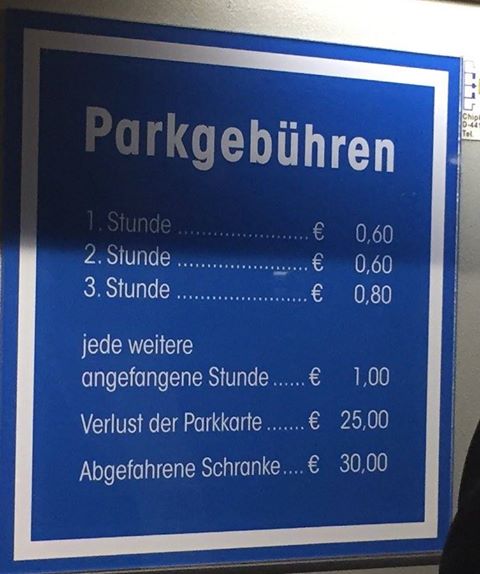 Parkgebühren
1. Stunde ........................ € 0,60
2. Stunde ........................ € 0,60
3. Stunde ........................ € 0,80
jede weitere
angefangene Stunde ...... € 1,00
Verlust der Parkkarte ....... € 25,00
Abgefahrene Schranke .... € 30,00
Tel.